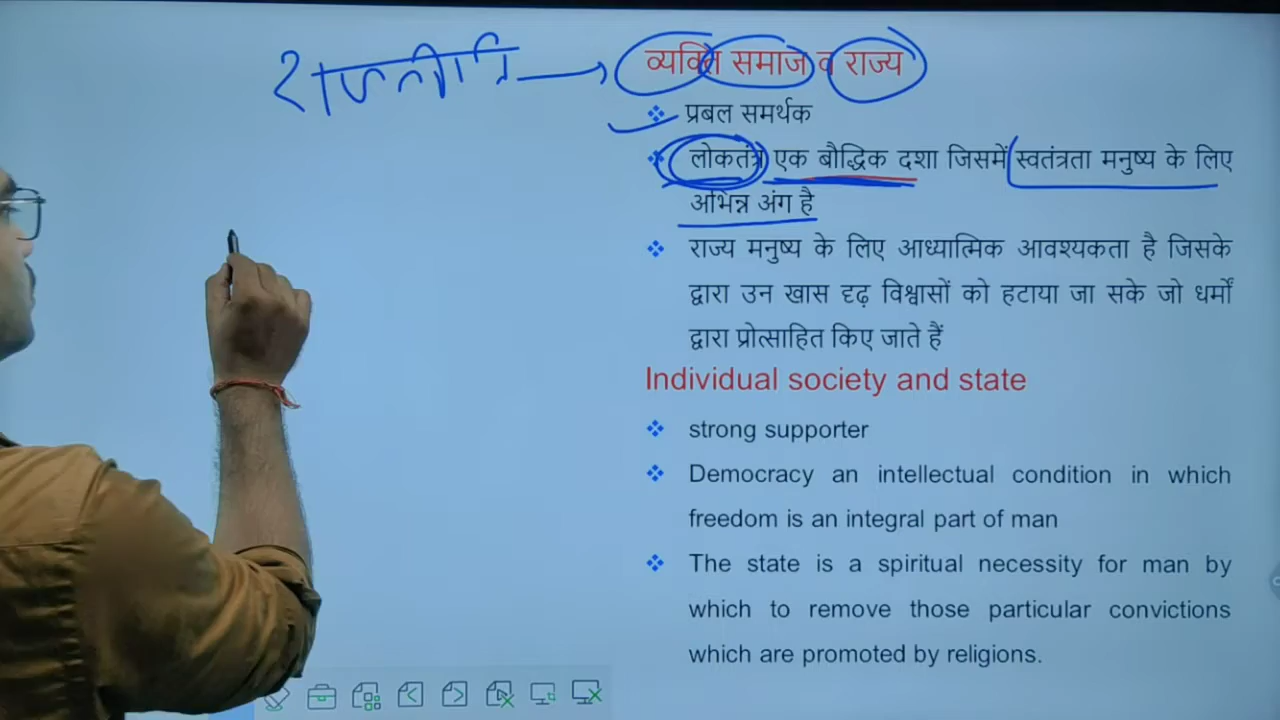 राजनीति → व्यक्ति समाज व राज्य
❖ प्रबल समर्थक
❖ लोकतंत्र एक बौद्धिक दशा जिसमें स्वतंत्रता मनुष्य के लिए
अभिन्न अंग है
❖ राज्य मनुष्य के लिए आध्यात्मिक आवश्यकता है जिसके
द्वारा उन खास दृढ़ विश्वासों को हटाया जा सके जो धर्मों
द्वारा प्रोत्साहित किए जाते हैं
Individual society and state
❖ strong supporter
❖ Democracy an intellectual condition in which
freedom is an integral part of man
❖ The state is a spiritual necessity for man by
which to remove those particular convictions
which are promoted by religions.